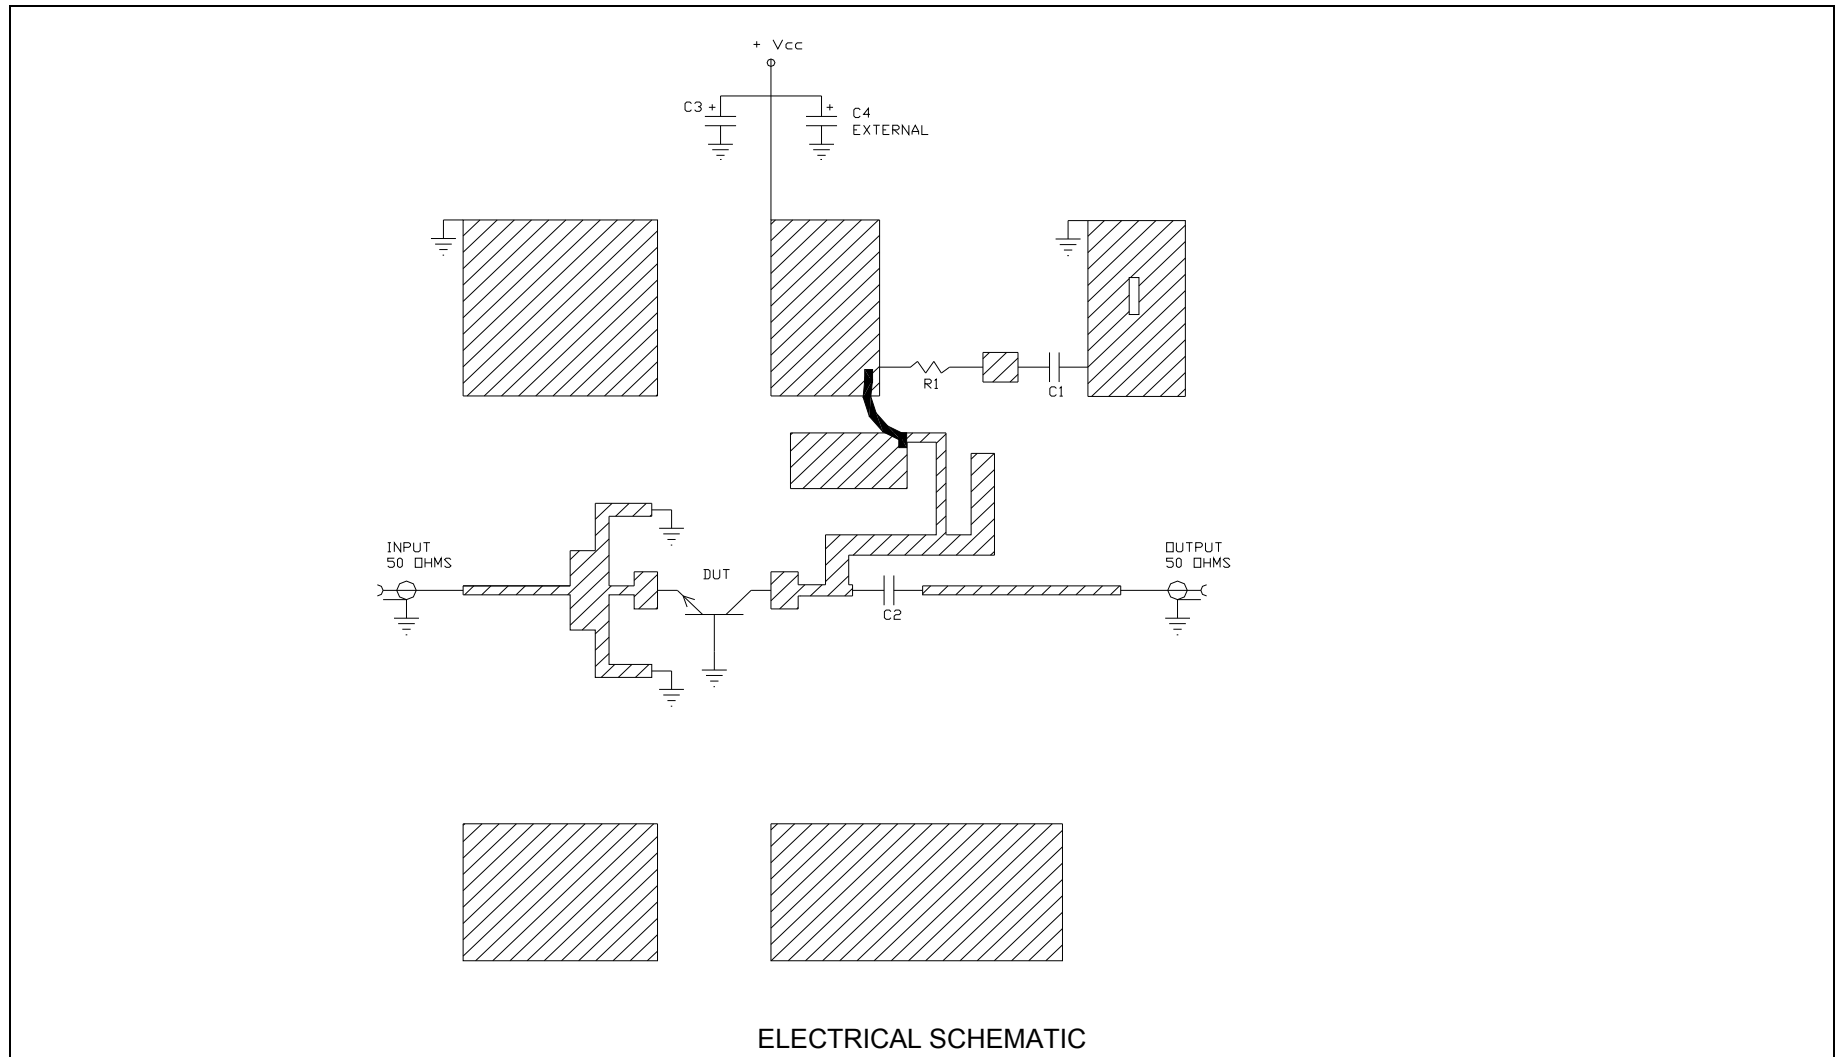 + Vcc
C3 +
+ C4
EXTERNAL
R1
C1
INPUT
50 OHMS
DUT
OUTPUT
50 OHMS
C2
ELECTRICAL SCHEMATIC